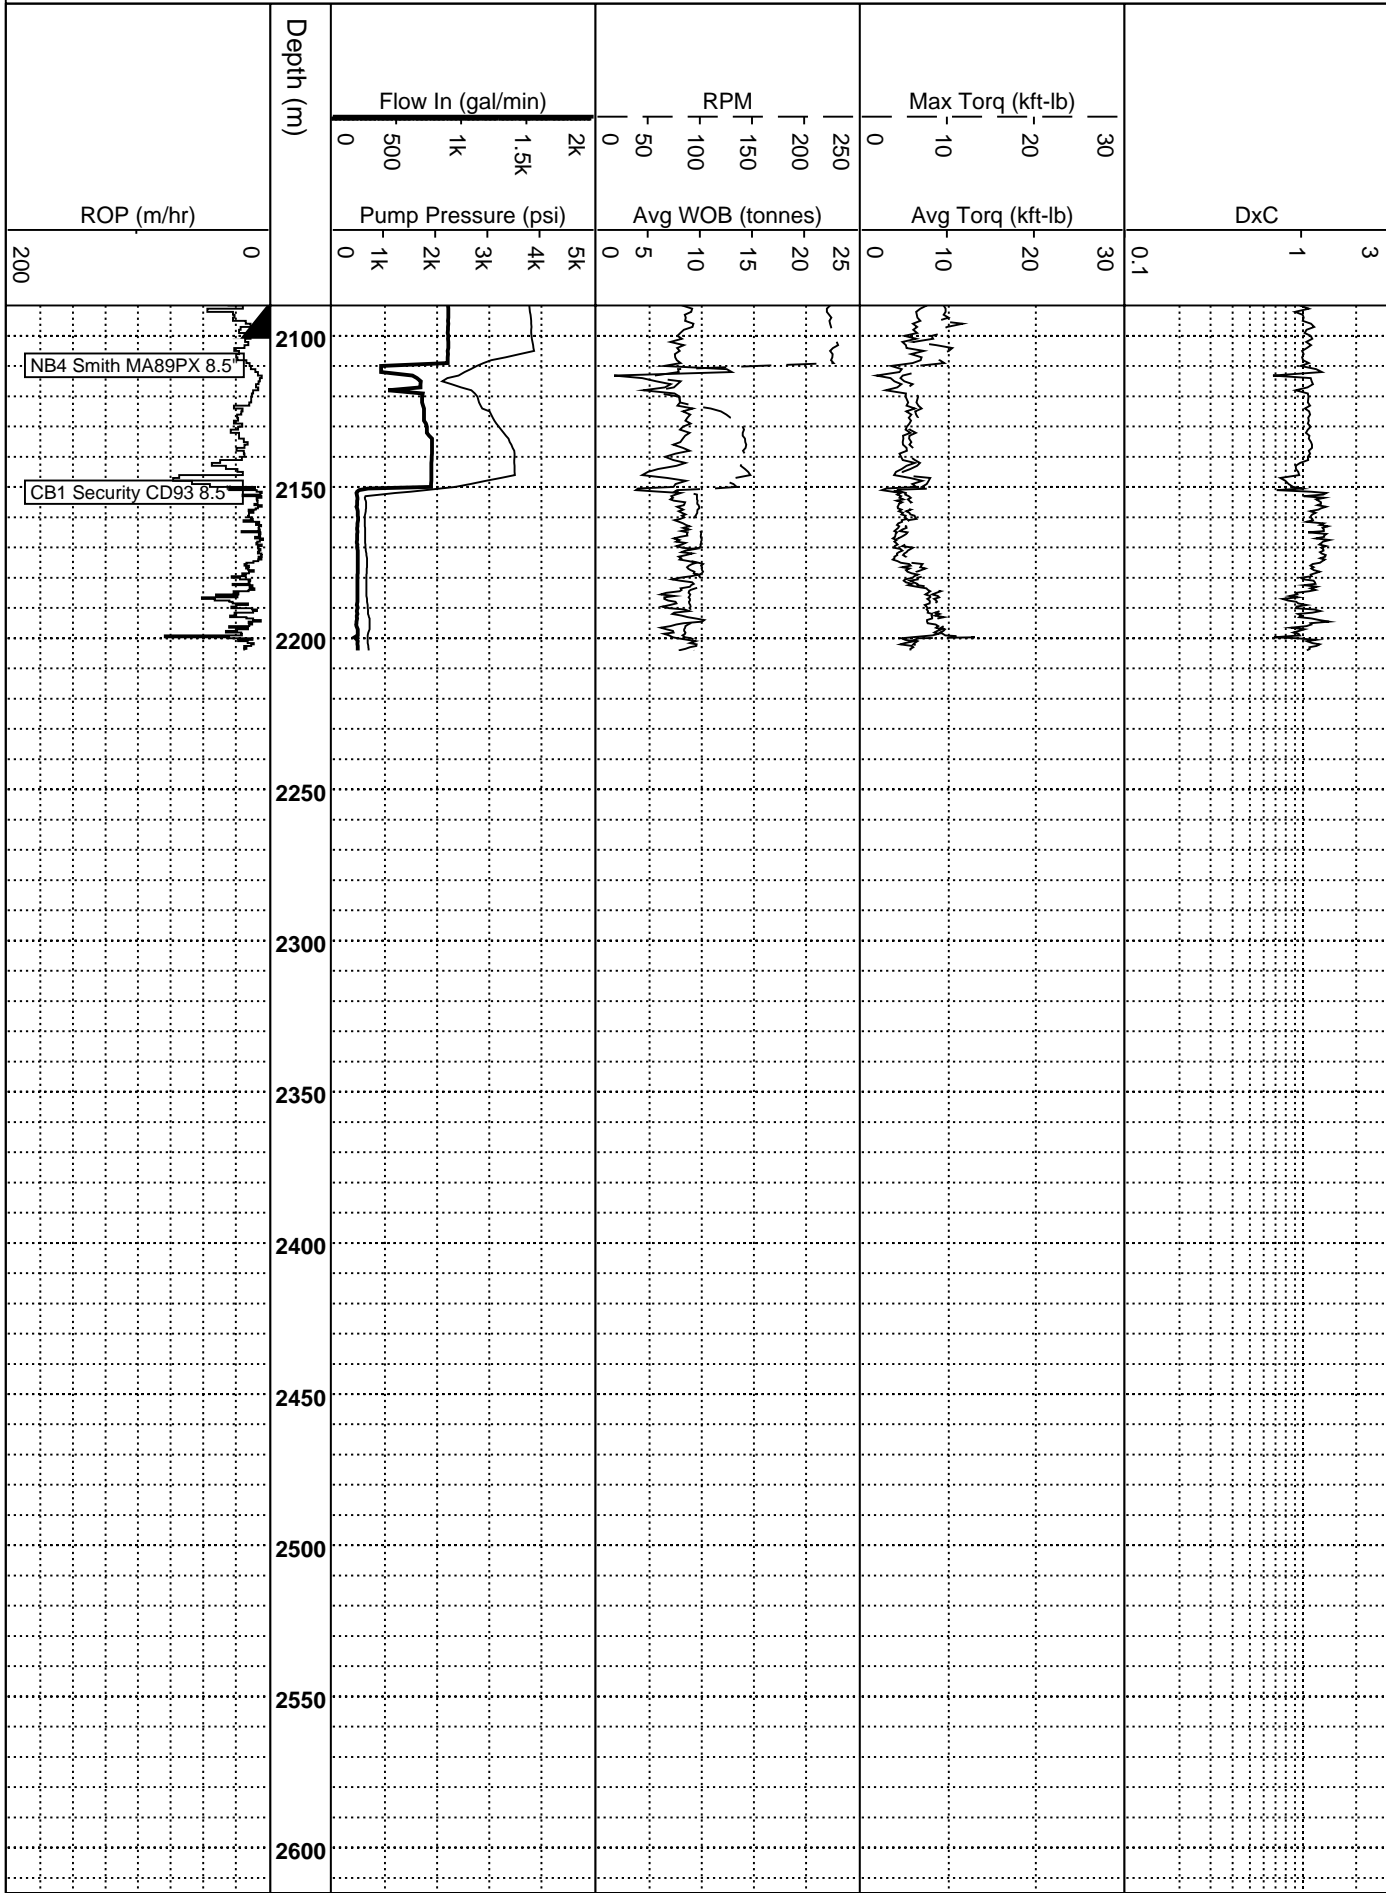 Depth (m)
Flow In (gal/min)
0 500 1k 1.5k 2k
RPM
0 50 100 150 200 250
Max Torq (kft-lb)
0 10 20 30
ROP (m/hr)
200 0
Pump Pressure (psi)
0 1k 2k 3k 4k 5k
Avg WOB (tonnes)
0 5 10 15 20 25
Avg Torq (kft-lb)
0 10 20 30
DxC
0.1 1 3
2100
NB4 Smith MA89PX 8.5"
CB1 Security CD93 8.5"
2150
2200
2250
2300
2350
2400
2450
2500
2550
2600